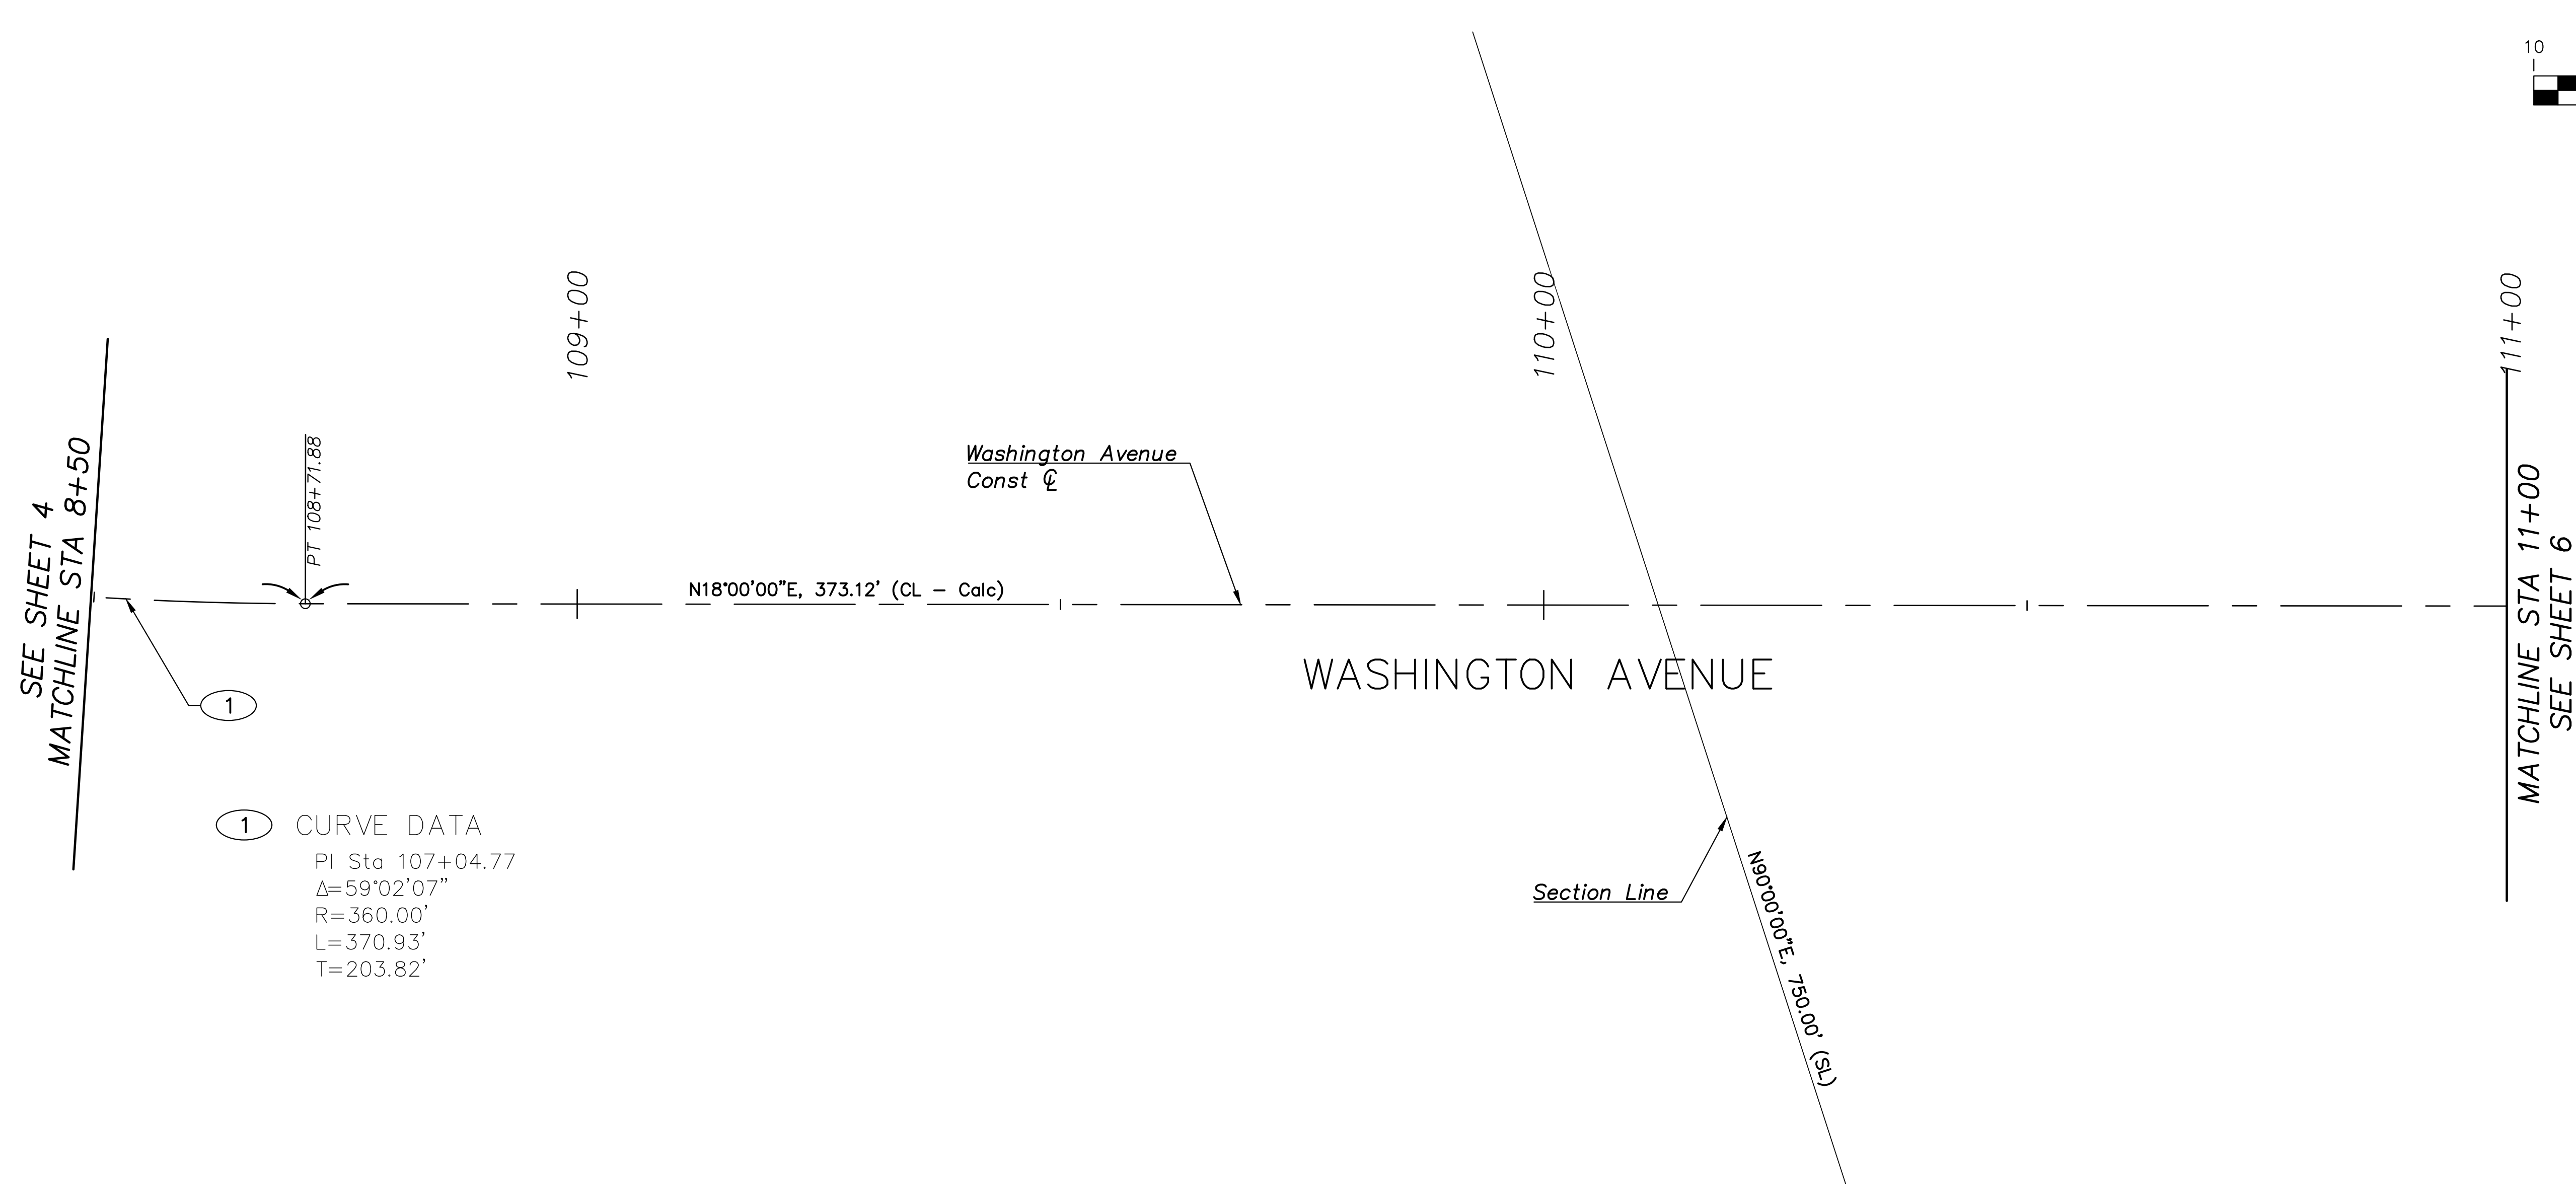 10
109+00
110+00
111+00
SEE SHEET 4
MATCHLINE STA 8+50
PT 108+71.88
Washington Avenue
Const ℄
N18°00'00"E, 373.12' (CL - Calc)
WASHINGTON AVENUE
MATCHLINE STA 11+00
SEE SHEET 6
1
1 CURVE DATA
PI Sta 107+04.77
Δ=59°02'07"
R=360.00'
L=370.93'
T=203.82'
Section Line
N90°00'00"E, 750.00' (SL)